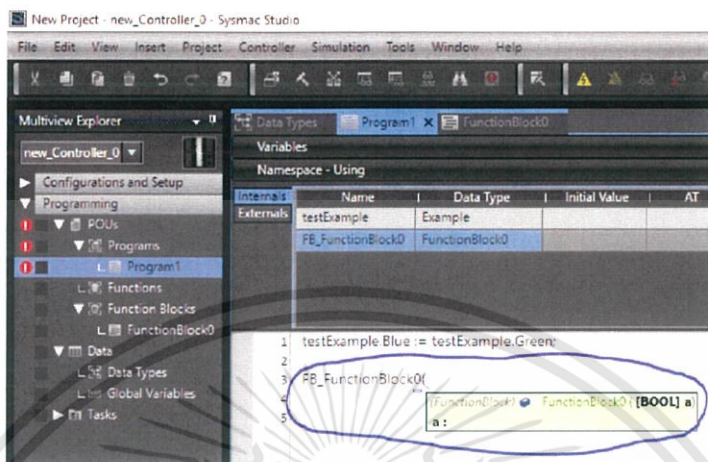 New Project - new_Controller_0 - Sysmac Studio
File Edit View Insert Project Controller Simulation Tools Window Help
Multiview Explorer
Data Types Program1 FunctionBlock0
new_Controller_0
Variables
Namespace - Using
Configurations and Setup
Programming
POUs
Programs
Program1
Functions
Function Blocks
FunctionBlock0
Data
Data Types
Global Variables
Tasks
Internals Name Data Type Initial Value AT
Externals testExample Example
FB_FunctionBlock0 FunctionBlock0
1 testExample.Blue := testExample.Green;
2
3 FB_FunctionBlock0(
4 (FunctionBlock) FunctionBlock0 ( [BOOL] a)
5 a :